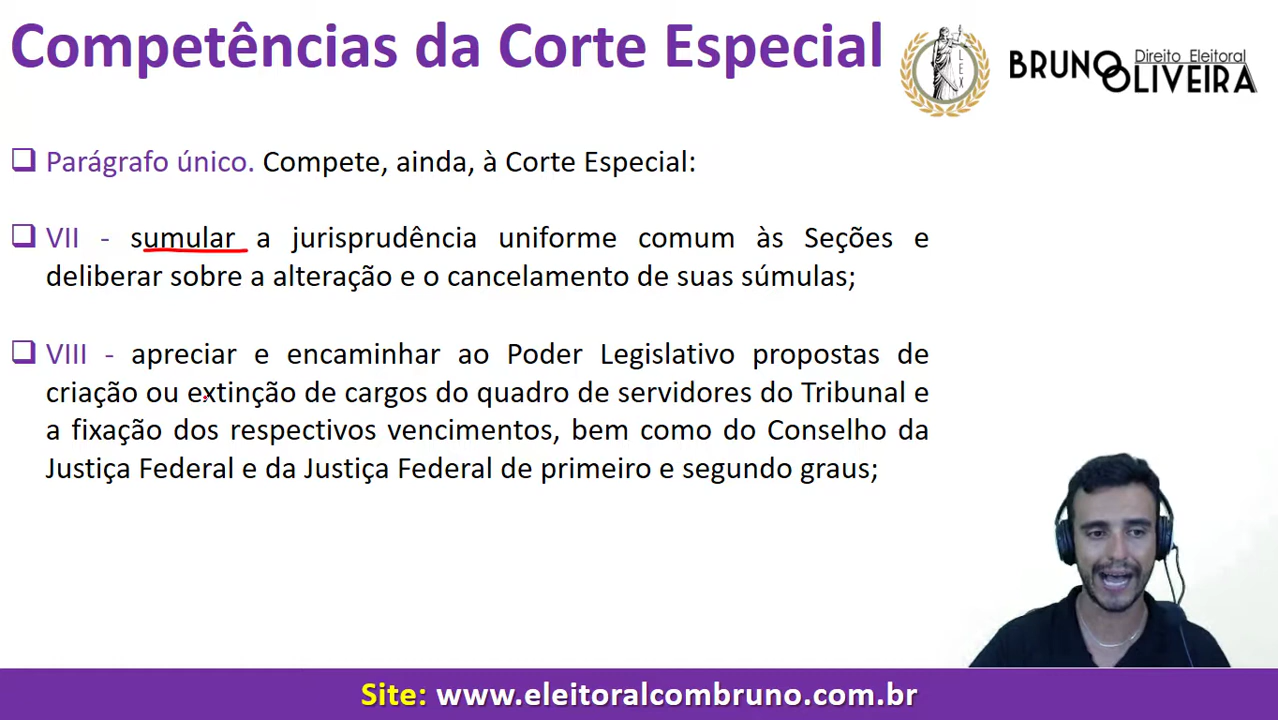 Competências da Corte Especial
LEX
Direito Eleitoral
BRUNO
OLIVEIRA
Parágrafo único. Compete, ainda, à Corte Especial:
VII - sumular a jurisprudência uniforme comum às Seções e
deliberar sobre a alteração e o cancelamento de suas súmulas;
VIII - apreciar e encaminhar ao Poder Legislativo propostas de
criação ou extinção de cargos do quadro de servidores do Tribunal e
a fixação dos respectivos vencimentos, bem como do Conselho da
Justiça Federal e da Justiça Federal de primeiro e segundo graus;
Site: www.eleitoralcombruno.com.br